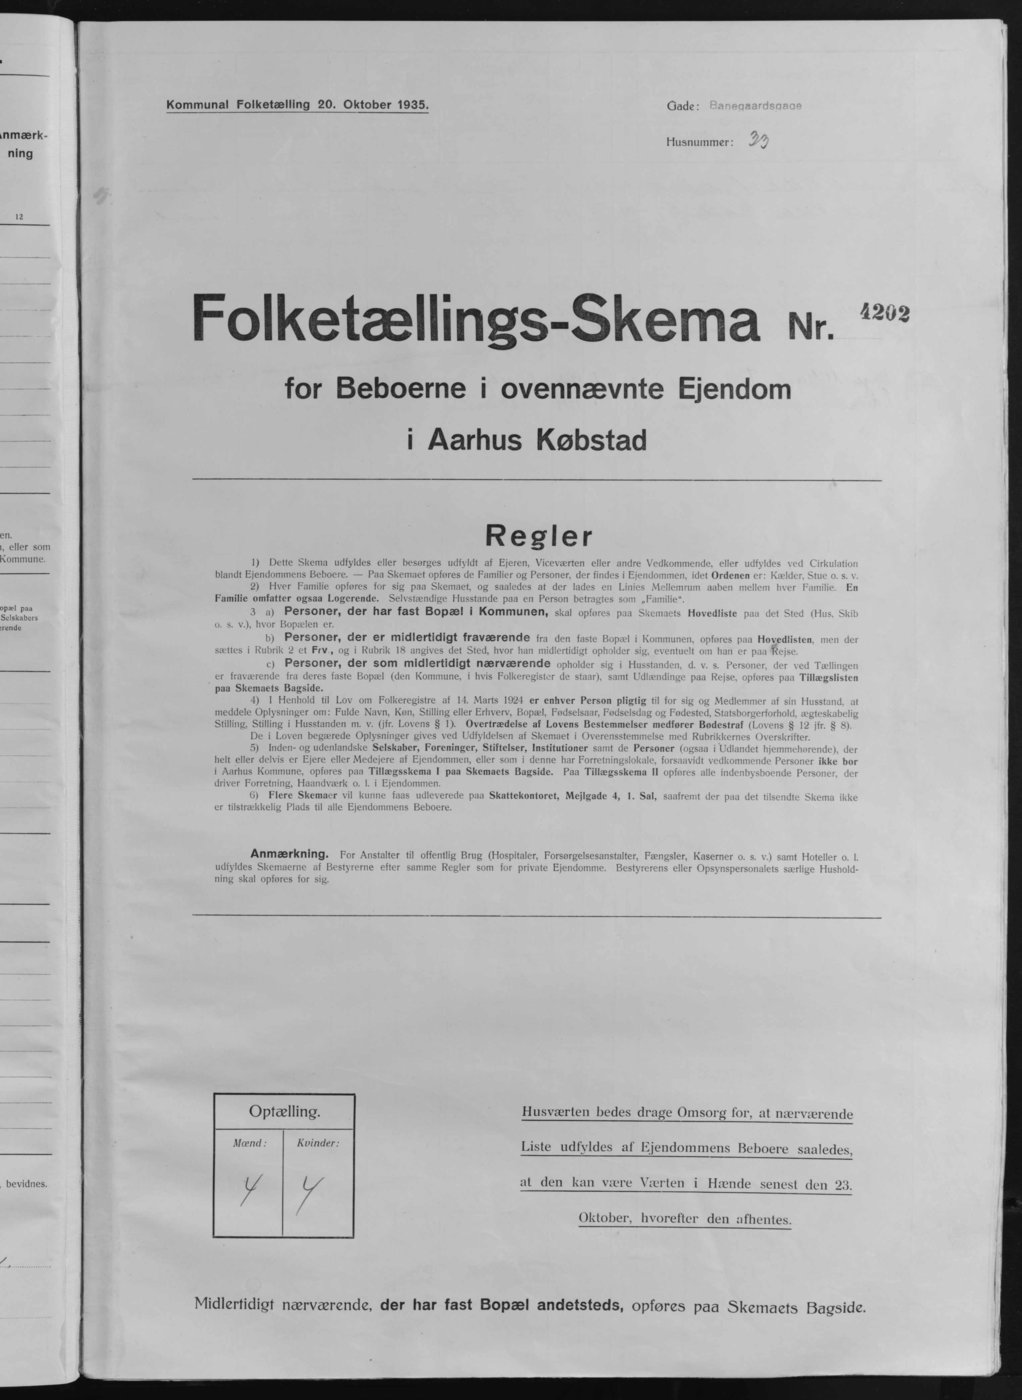 Anmærk-
ning
12
en.
, eller som
Kommune.
opæl paa
Selskabers
erende
, bevidnes.
Kommunal Folketælling 20. Oktober 1935.
Gade: Banegaardsgade
Husnummer: 33
Folketællings-Skema Nr. 4202
for Beboerne i ovennævnte Ejendom
i Aarhus Købstad
Regler
1) Dette Skema udfyldes eller besørges udfyldt af Ejeren, Viceværten eller andre Vedkommende, eller udfyldes ved Cirkulation
blandt Ejendommens Beboere. — Paa Skemaet opføres de Familier og Personer, der findes i Ejendommen, idet Ordenen er: Kælder, Stue o. s. v.
2) Hver Familie opføres for sig paa Skemaet, og saaledes at der lades en Linies Mellemrum aaben mellem hver Familie. En
Familie omfatter ogsaa Logerende. Selvstændige Husstande paa en Person betragtes som „Familie“.
3 a) Personer, der har fast Bopæl i Kommunen, skal opføres paa Skemaets Hovedliste paa det Sted (Hus, Skib
o. s. v.), hvor Bopælen er.
b) Personer, der er midlertidigt fraværende fra den faste Bopæl i Kommunen, opføres paa Hovedlisten, men der
sættes i Rubrik 2 et Frv., og i Rubrik 18 angives det Sted, hvor han midlertidigt opholder sig, eventuelt om han er paa Rejse.
c) Personer, der som midlertidigt nærværende opholder sig i Husstanden, d. v. s. Personer, der ved Tællingen
er fraværende fra deres faste Bopæl (den Kommune, i hvis Folkeregister de staar), samt Udlændinge paa Rejse, opføres paa Tillægslisten
paa Skemaets Bagside.
4) I Henhold til Lov om Folkeregistre af 14. Marts 1924 er enhver Person pligtig til for sig og Medlemmer af sin Husstand, at
meddele Oplysninger om: Fulde Navn, Køn, Stilling eller Erhverv, Bopæl, Fødselsaar, Fødselsdag og Fødested, Statsborgerforhold, ægteskabelig
Stilling, Stilling i Husstanden m. v. (jfr. Lovens § 1). Overtrædelse af Lovens Bestemmelser medfører Bødestraf (Lovens § 12 jfr. § 8).
De i Loven begærede Oplysninger gives ved Udfyldelsen af Skemaet i Overensstemmelse med Rubrikkernes Overskrifter.
5) Inden- og udenlandske Selskaber, Foreninger, Stiftelser, Institutioner samt de Personer (ogsaa i Udlandet hjemmehørende), der
helt eller delvis er Ejere eller Medejere af Ejendommen, eller som i denne har Forretningslokale, forsaavidt vedkommende Personer ikke bor
i Aarhus Kommune, opføres paa Tillægsskema I paa Skemaets Bagside. Paa Tillægsskema II opføres alle indenbysboende Personer, der
driver Forretning, Haandværk o. l. i Ejendommen.
6) Flere Skemaer vil kunne faas udleverede paa Skattekontoret, Mejlgade 4, 1. Sal, saafremt der paa det tilsendte Skema ikke
er tilstrækkelig Plads til alle Ejendommens Beboere.
Anmærkning. For Anstalter til offentlig Brug (Hospitaler, Forsørgelsesanstalter, Fængsler, Kaserner o. s. v.) samt Hoteller o. l.
udfyldes Skemaerne af Bestyrerne efter samme Regler som for private Ejendomme. Bestyrerens eller Opsynspersonalets særlige Hushold-
ning skal opføres for sig.
Optælling.
Mænd: Kvinder:
4 4
Husværten bedes drage Omsorg for, at nærværende
Liste udfyldes af Ejendommens Beboere saaledes,
at den kan være Værten i Hænde senest den 23.
Oktober, hvorefter den afhentes.
Midlertidigt nærværende, der har fast Bopæl andetsteds, opføres paa Skemaets Bagside.